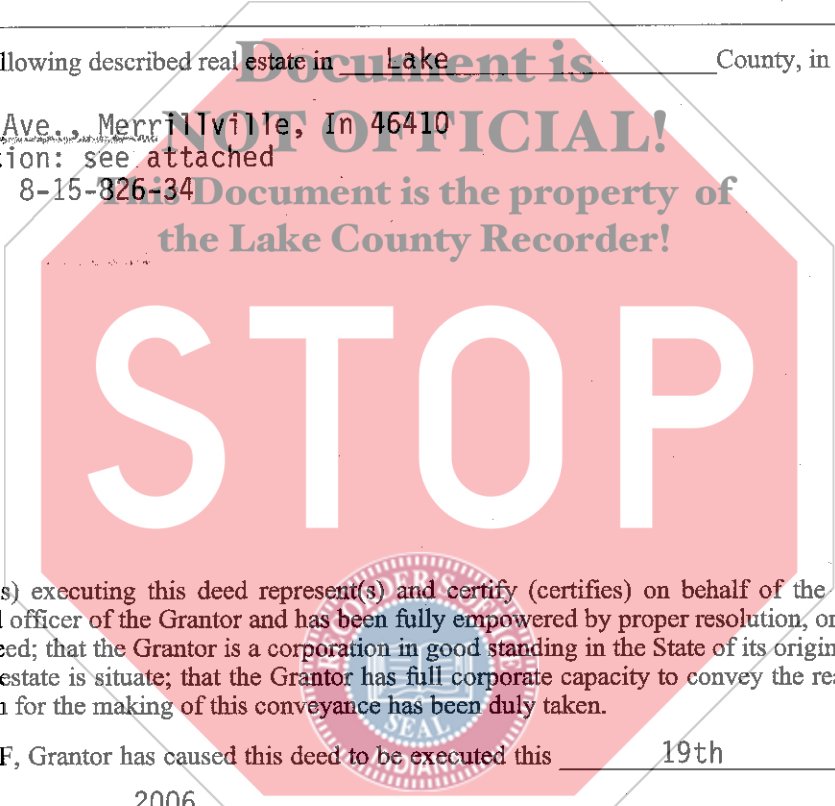 llowing described real estate in Lake County, in
Document is
NOT OFFICIAL!
This Document is the property of
the Lake County Recorder!
Ave., Merrillville, In 46410
tion: see attached
8-15-826-34
STOP
s) executing this deed represent(s) and certify (certifies) on behalf of the
officer of the Grantor and has been fully empowered by proper resolution, or
eed; that the Grantor is a corporation in good standing in the State of its origin
estate is situate; that the Grantor has full corporate capacity to convey the rea
n for the making of this conveyance has been duly taken.
RECORDER'S OFFICE
SEAL
INDIANA
F, Grantor has caused this deed to be executed this 19th
2006